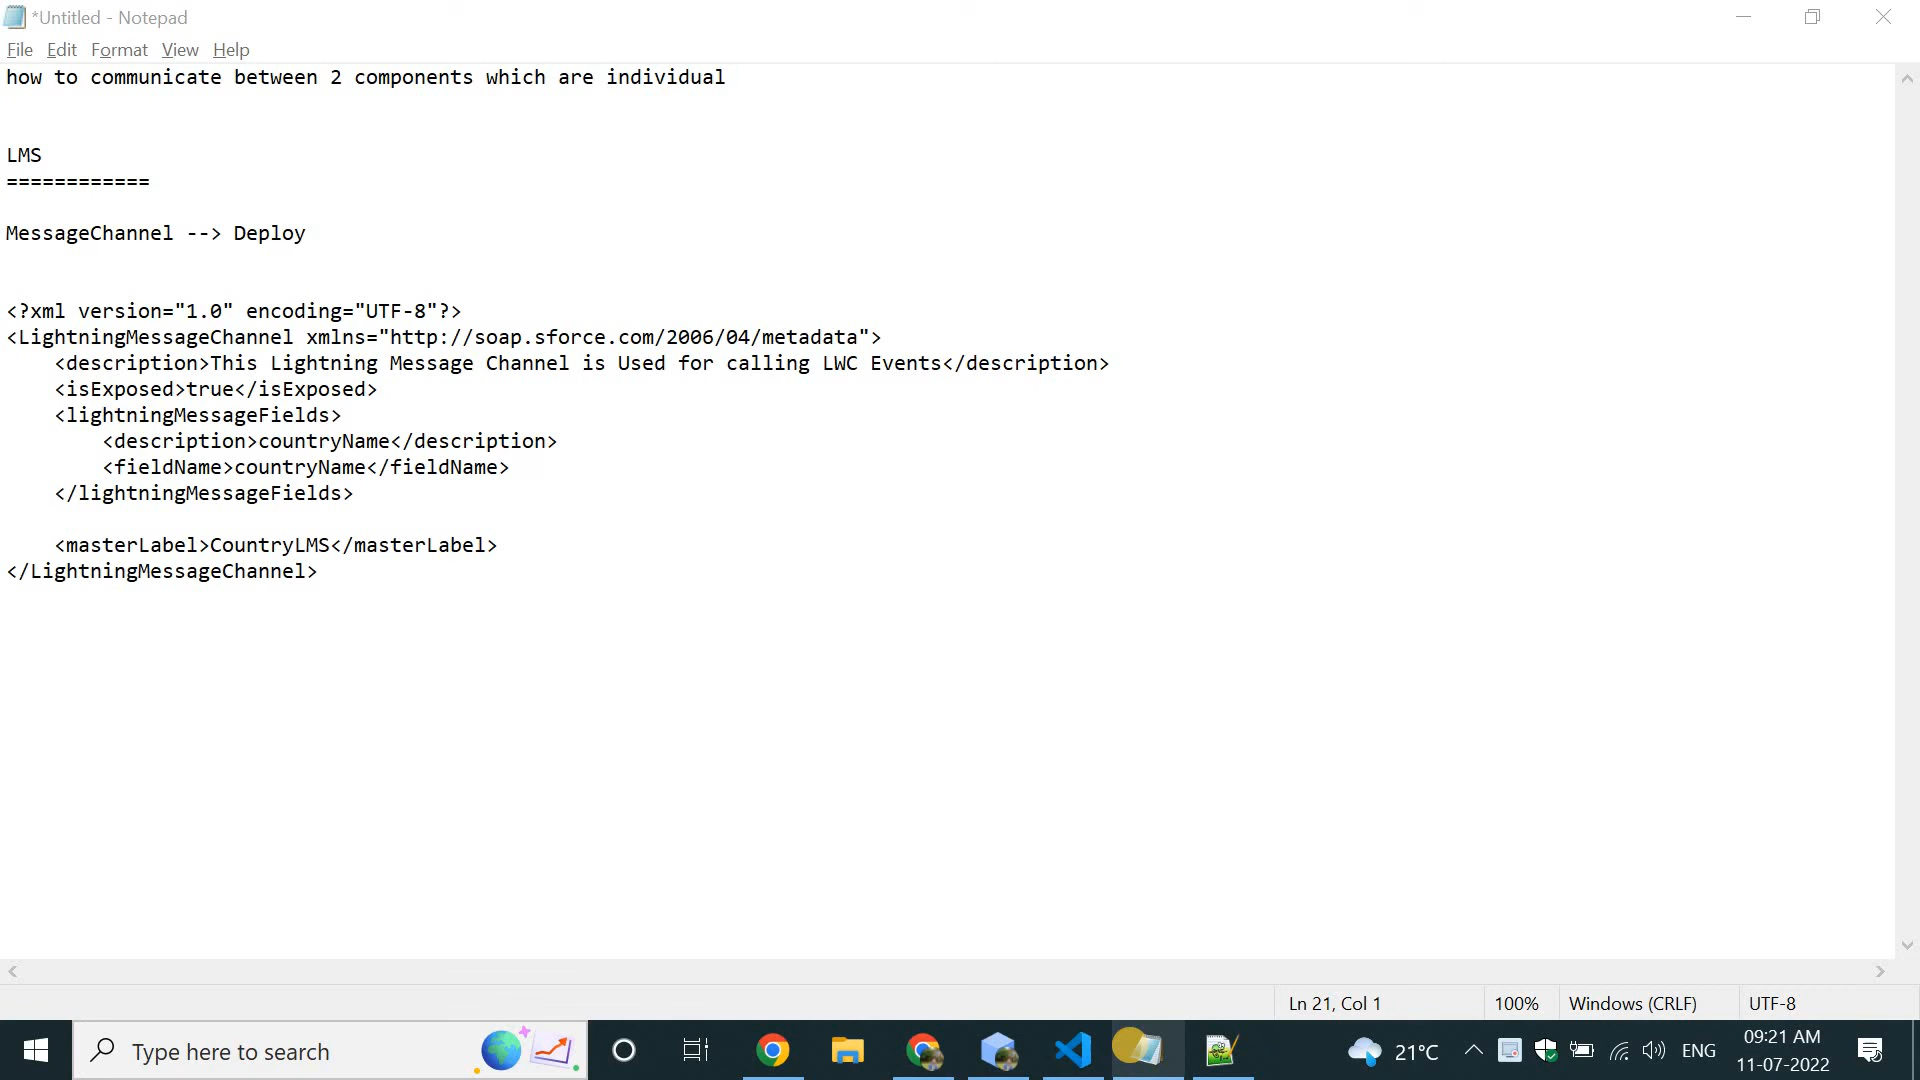 *Untitled - Notepad
File Edit Format View Help
how to communicate between 2 components which are individual
LMS
============
MessageChannel --> Deploy
<?xml version="1.0" encoding="UTF-8"?>
<LightningMessageChannel xmlns="http://soap.sforce.com/2006/04/metadata">
    <description>This Lightning Message Channel is Used for calling LWC Events</description>
    <isExposed>true</isExposed>
    <lightningMessageFields>
        <description>countryName</description>
        <fieldName>countryName</fieldName>
    </lightningMessageFields>
    <masterLabel>CountryLMS</masterLabel>
</LightningMessageChannel>
Ln 21, Col 1 100% Windows (CRLF) UTF-8
Type here to search 21°C ENG 09:21 AM
11-07-2022